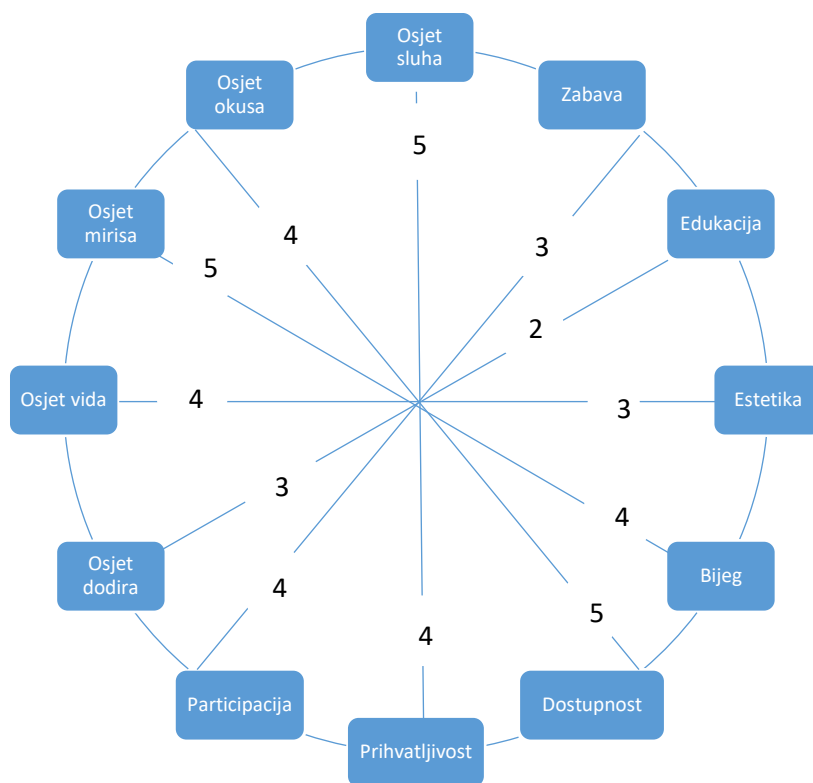 Osjet
sluha
Osjet
okusa
Zabava
5
Osjet
mirisa
Edukacija
4
3
5
2
Osjet vida
4
3
Estetika
3
4
Osjet
dodira
Bijeg
4
5
4
Participacija
Dostupnost
Prihvatljivost